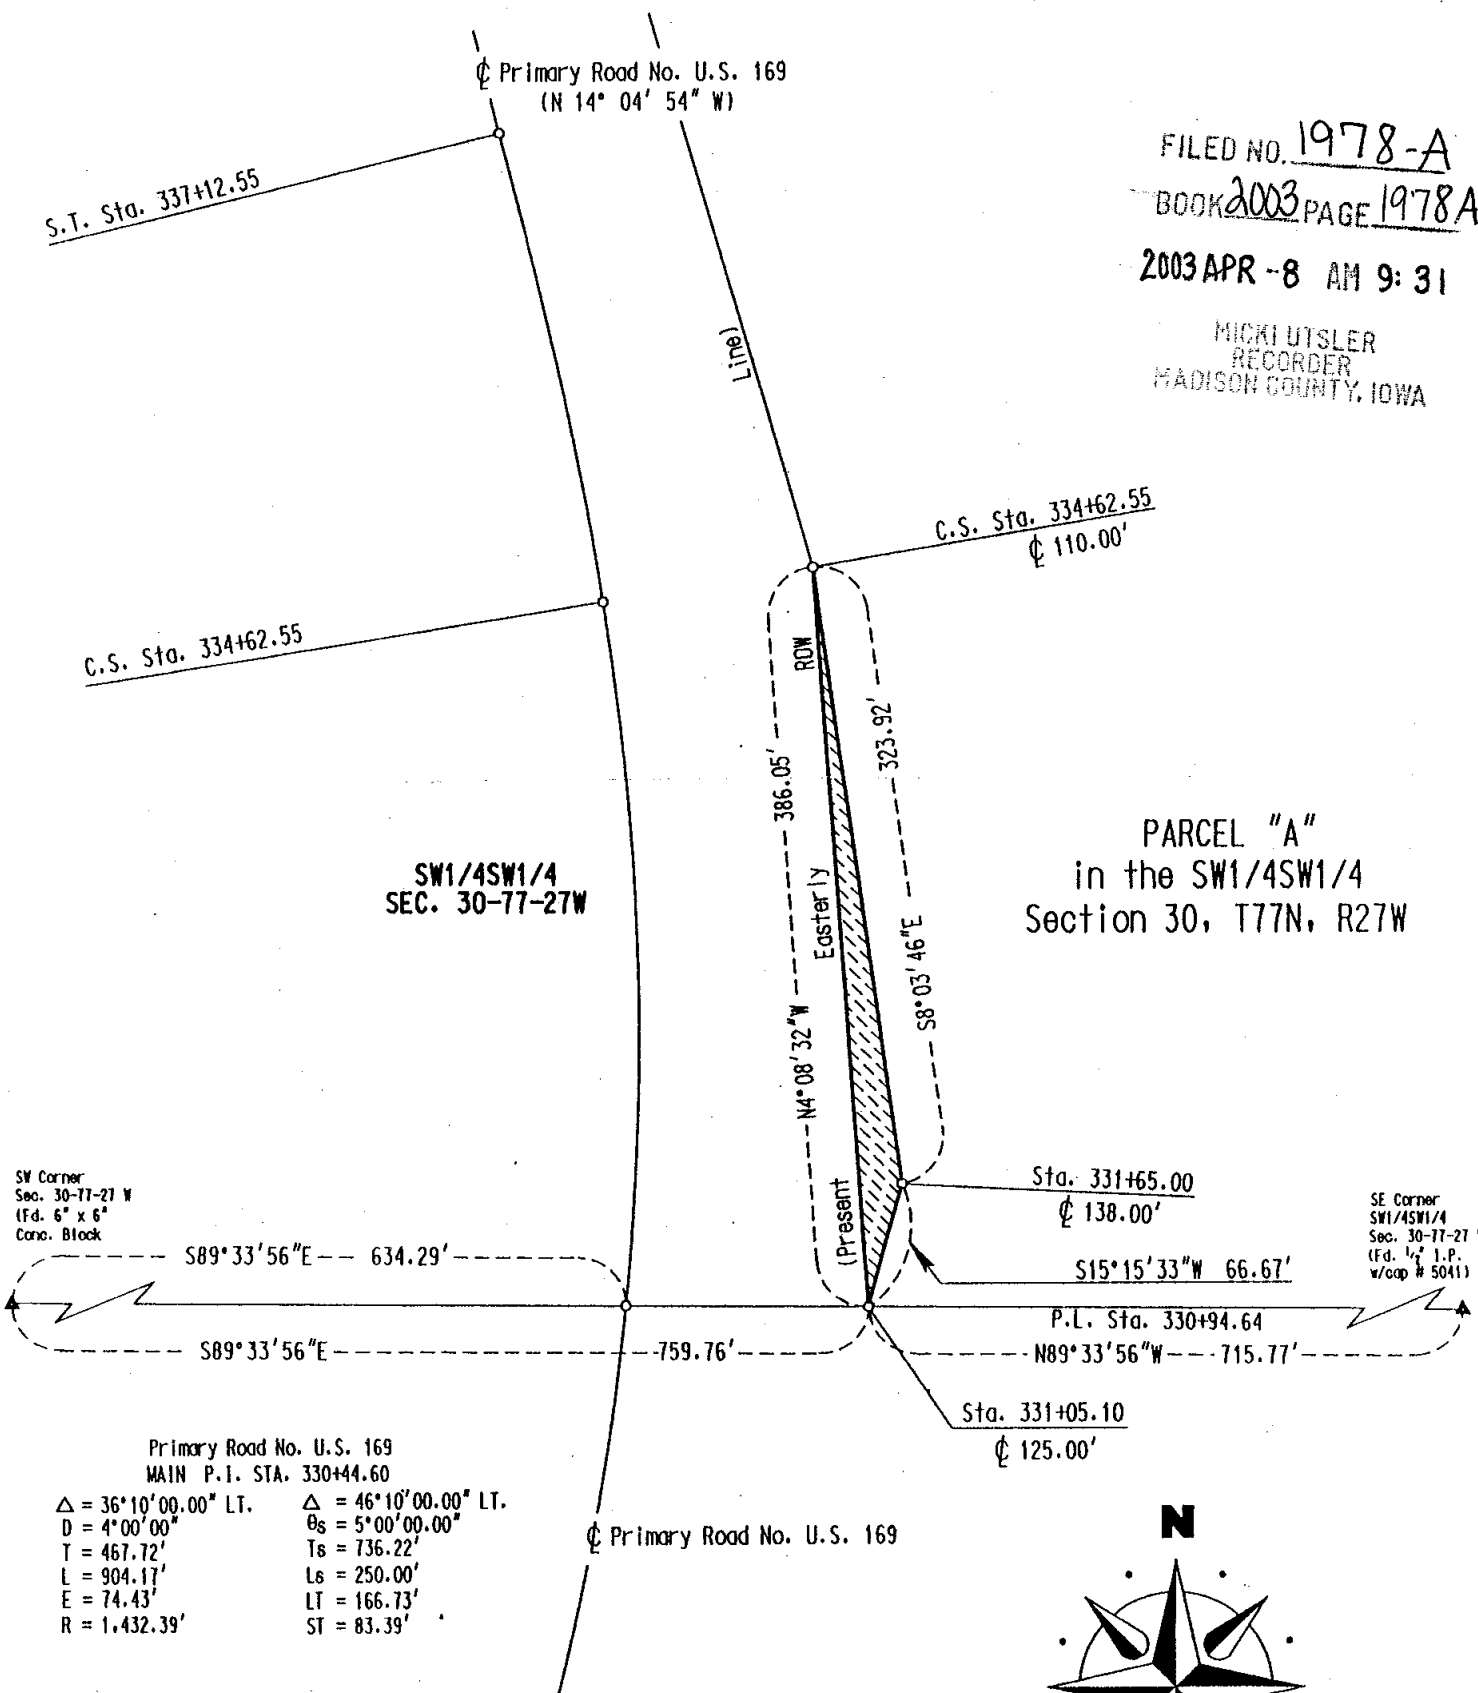 ℄ Primary Road No. U.S. 169
(N 14° 04' 54" W)
FILED NO. 1978-A
BOOK 2003 PAGE 1978A
2003 APR -8 AM 9:31
MICKI UTSLER
RECORDER
MADISON COUNTY, IOWA
S.T. Sta. 337+12.55
Line)
C.S. Sta. 334+62.55
℄ 110.00'
C.S. Sta. 334+62.55
ROW
386.05'
323.92'
SW1/4SW1/4
SEC. 30-77-27W
PARCEL "A"
in the SW1/4SW1/4
Section 30, T77N, R27W
Easterly
S8°03'46"E
N4°08'32"W
(Present
SW Corner
Sec. 30-77-27 W
(Fd. 6" x 6"
Conc. Block
Sta. 331+65.00
℄ 138.00'
SE Corner
SW1/4SW1/4
Sec. 30-77-27
(Fd. 1/2" I.P.
w/cap # 5041)
S89°33'56"E 634.29'
S15°15'33"W 66.67'
P.L. Sta. 330+94.64
S89°33'56"E 759.76'
N89°33'56"W 715.77'
Sta. 331+05.10
℄ 125.00'
Primary Road No. U.S. 169
MAIN P.I. STA. 330+44.60
△ = 36°10'00.00" LT. △ = 46°10'00.00" LT.
D = 4°00'00" θs = 5°00'00.00"
T = 467.72' Ts = 736.22'
L = 904.17' Ls = 250.00'
E = 74.43' LT = 166.73'
R = 1,432.39' ST = 83.39'
℄ Primary Road No. U.S. 169
N